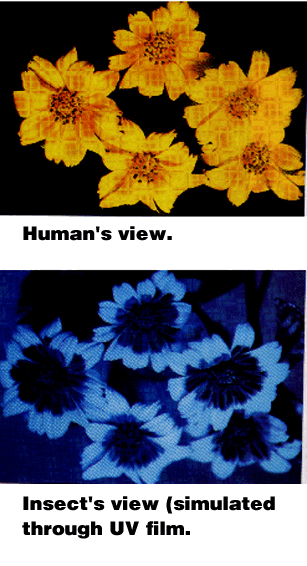 Human's view.
Insect's view (simulated
through UV film.